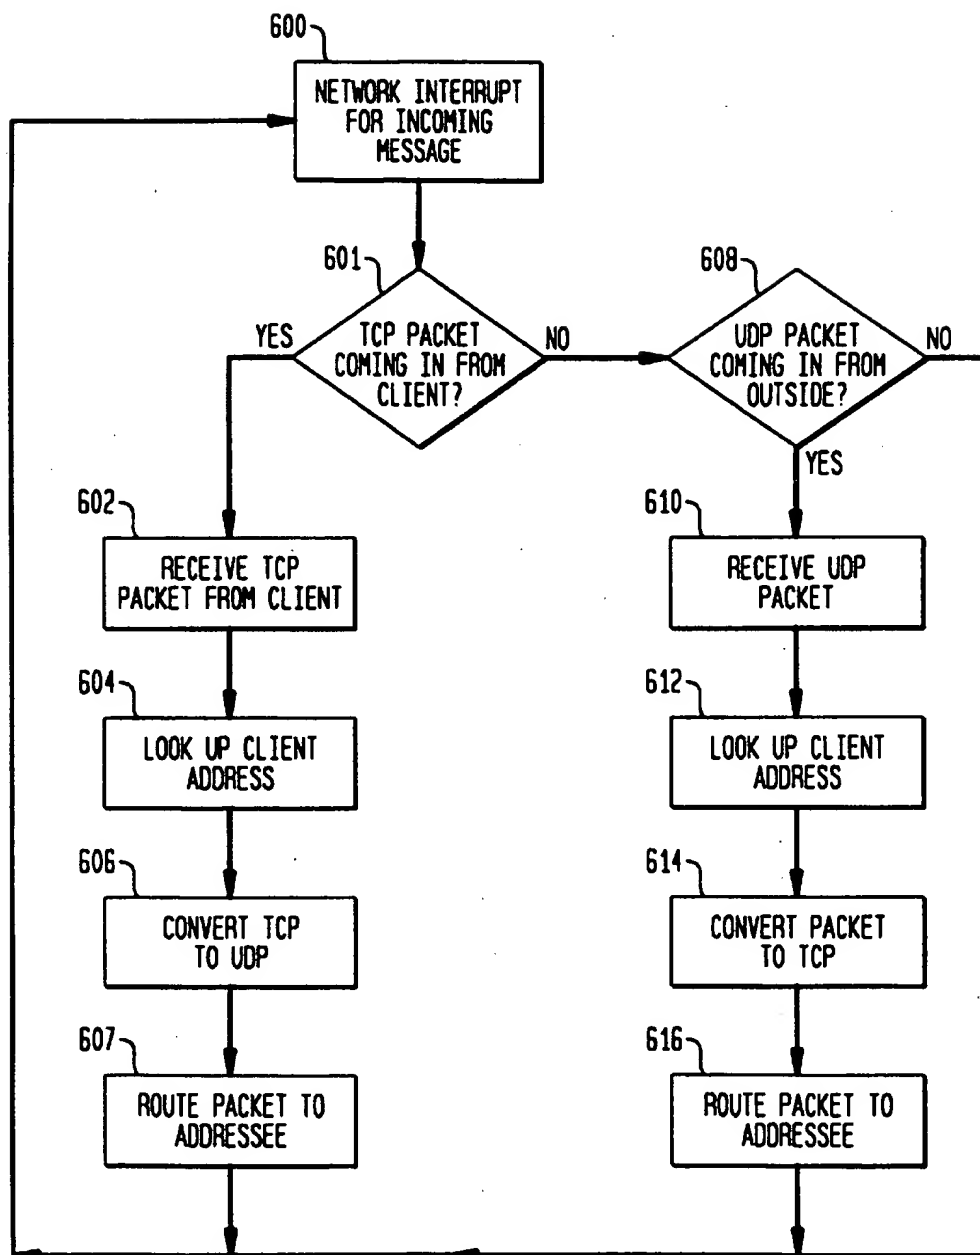 600
NETWORK INTERRUPT
FOR INCOMING
MESSAGE
601
TCP PACKET
COMING IN FROM
CLIENT?
YES
NO
608
UDP PACKET
COMING IN FROM
OUTSIDE?
NO
YES
602
RECEIVE TCP
PACKET FROM CLIENT
604
LOOK UP CLIENT
ADDRESS
606
CONVERT TCP
TO UDP
607
ROUTE PACKET TO
ADDRESSEE
610
RECEIVE UDP
PACKET
612
LOOK UP CLIENT
ADDRESS
614
CONVERT PACKET
TO TCP
616
ROUTE PACKET TO
ADDRESSEE